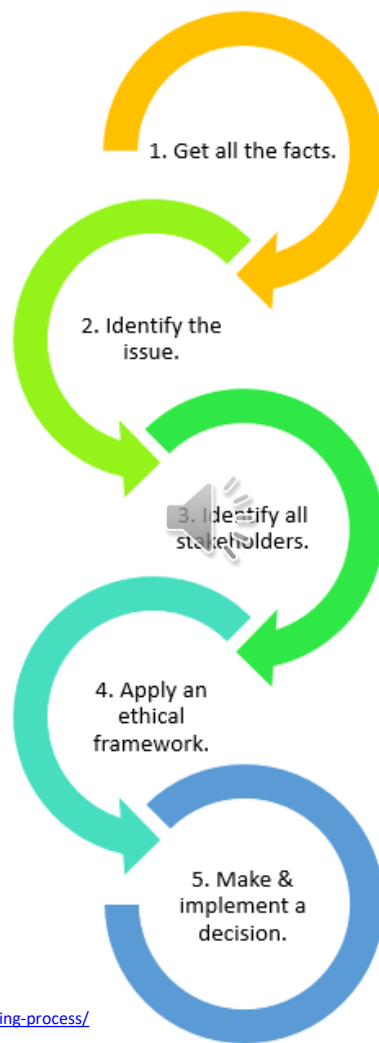 1. Get all the facts.
2. Identify the
issue.
3. Identify all
stakeholders.
4. Apply an
ethical
framework.
5. Make &
implement a
decision.
ing-process/